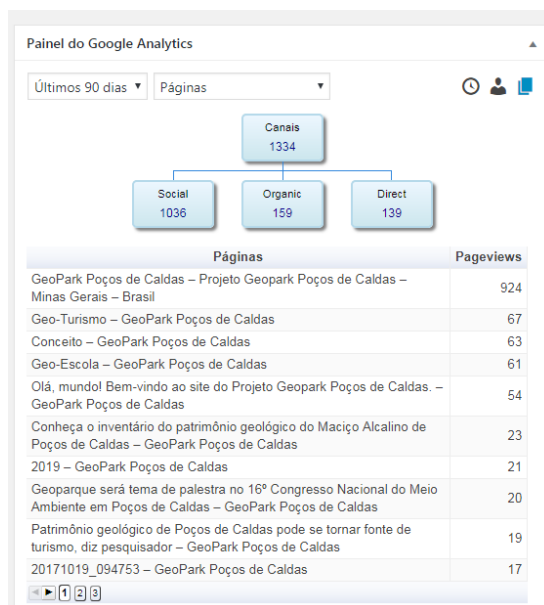 Painel do Google Analytics
Últimos 90 dias
Páginas
Canais
1334
Social
1036
Organic
159
Direct
139
Páginas Pageviews
GeoPark Poços de Caldas – Projeto Geopark Poços de Caldas –
Minas Gerais – Brasil
924
Geo-Turismo – GeoPark Poços de Caldas 67
Conceito – GeoPark Poços de Caldas 63
Geo-Escola – GeoPark Poços de Caldas 61
Olá, mundo! Bem-vindo ao site do Projeto Geopark Poços de Caldas. –
GeoPark Poços de Caldas
54
Conheça o inventário do patrimônio geológico do Maciço Alcalino de
Poços de Caldas – GeoPark Poços de Caldas
23
2019 – GeoPark Poços de Caldas 21
Geoparque será tema de palestra no 16º Congresso Nacional do Meio
Ambiente em Poços de Caldas – GeoPark Poços de Caldas
20
Patrimônio geológico de Poços de Caldas pode se tornar fonte de
turismo, diz pesquisador – GeoPark Poços de Caldas
19
20171019_094753 – GeoPark Poços de Caldas 17
1 2 3